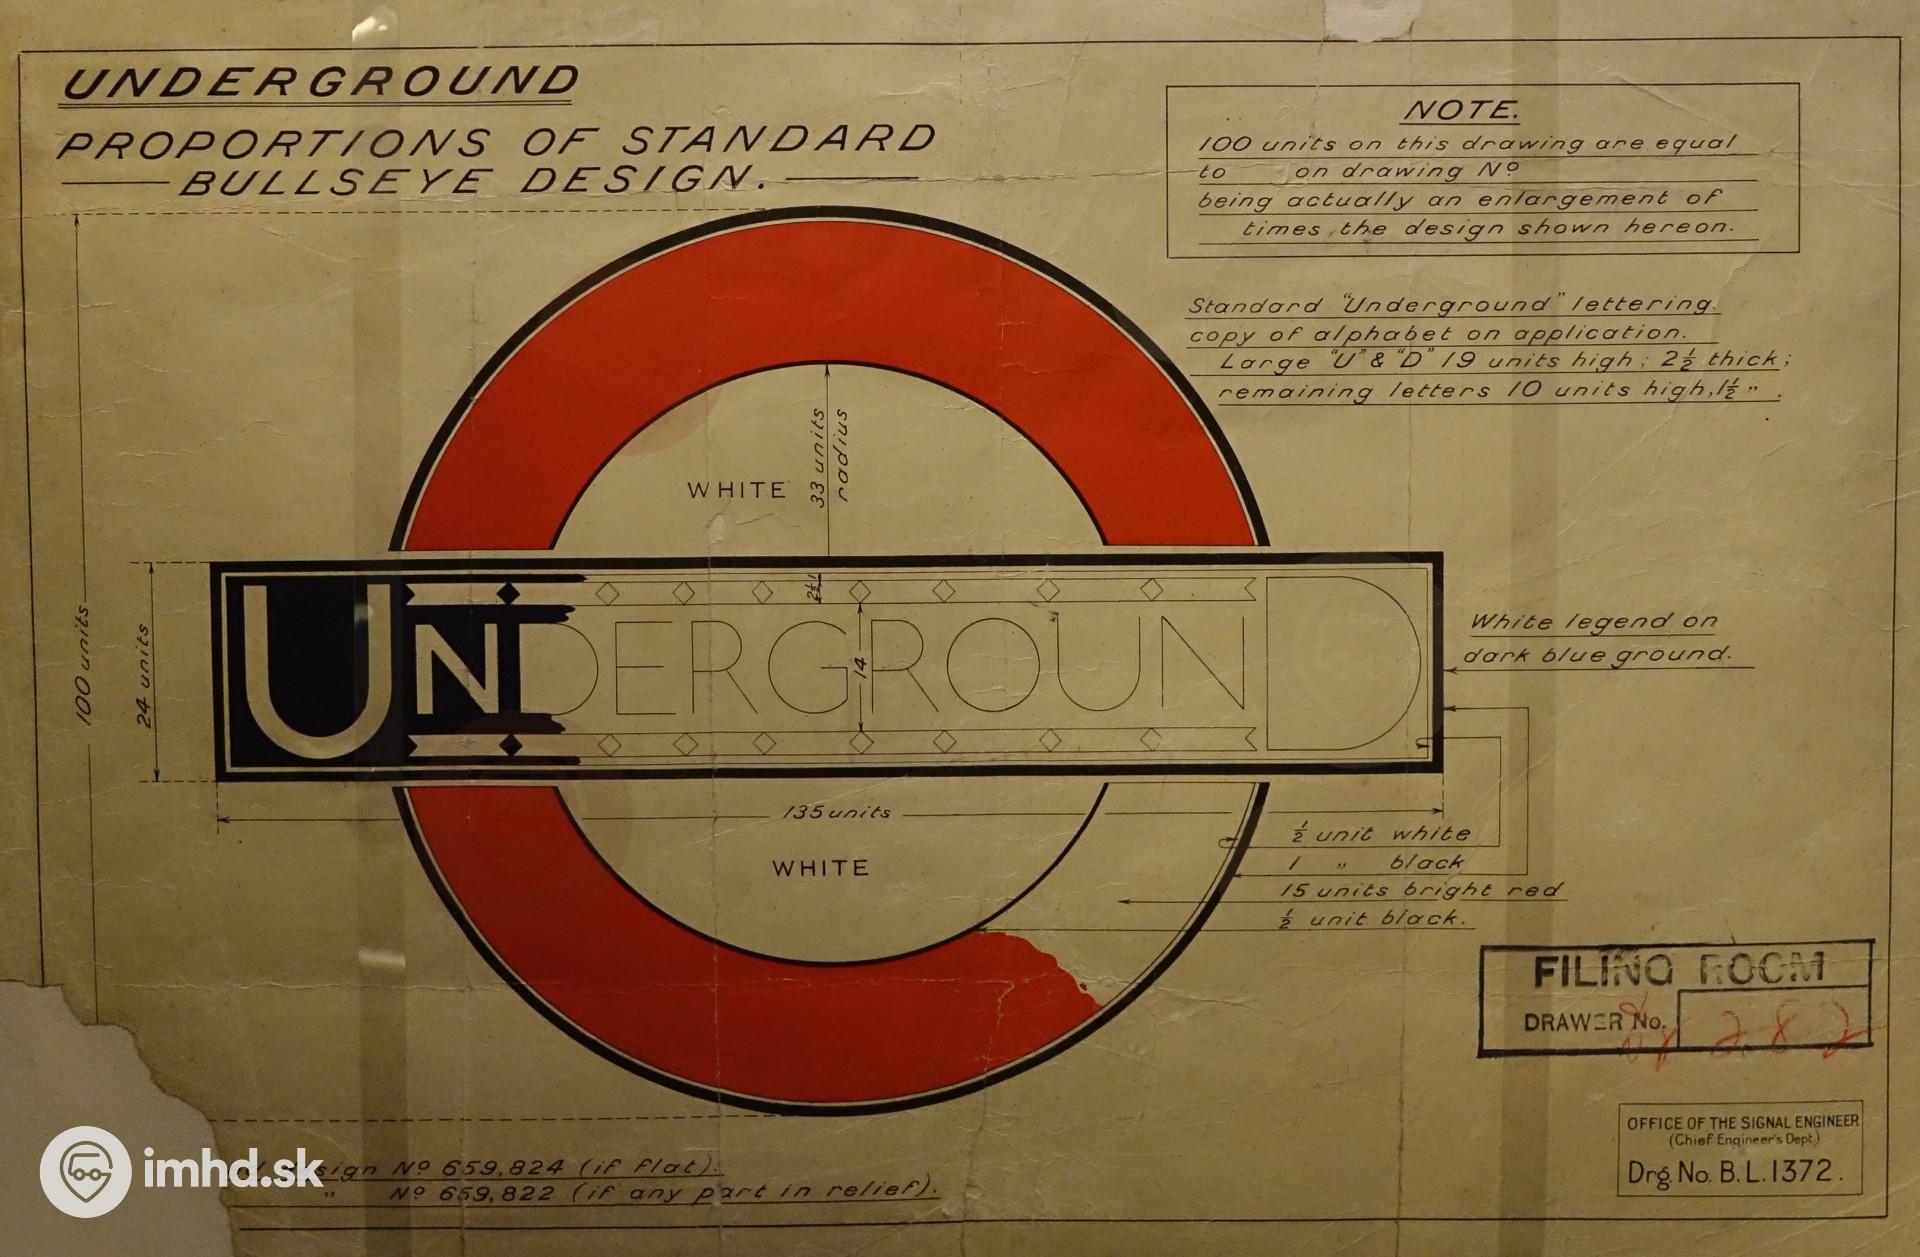 UNDERGROUND
PROPORTIONS OF STANDARD
BULLSEYE DESIGN.
NOTE.
100 units on this drawing are equal
to on drawing Nº
being actually an enlargement of
times the design shown hereon.
Standard "Underground" lettering.
copy of alphabet on application.
Large "U" & "D" 19 units high; 2½ thick;
remaining letters 10 units high, 1½ ".
WHITE
33 units
radius
100 units
24 units
2½
14
UNDERGROUND
White legend on
dark blue ground.
135 units
WHITE
½ unit white
1 " black
15 units bright red
½ unit black.
FILING ROOM
DRAWER No.
282
OFFICE OF THE SIGNAL ENGINEER
(Chief Engineer's Dept.)
Drg. No. B.L.1372.
Nº 659,824 (if flat).
" Nº 659,822 (if any part in relief).
imhd.sk